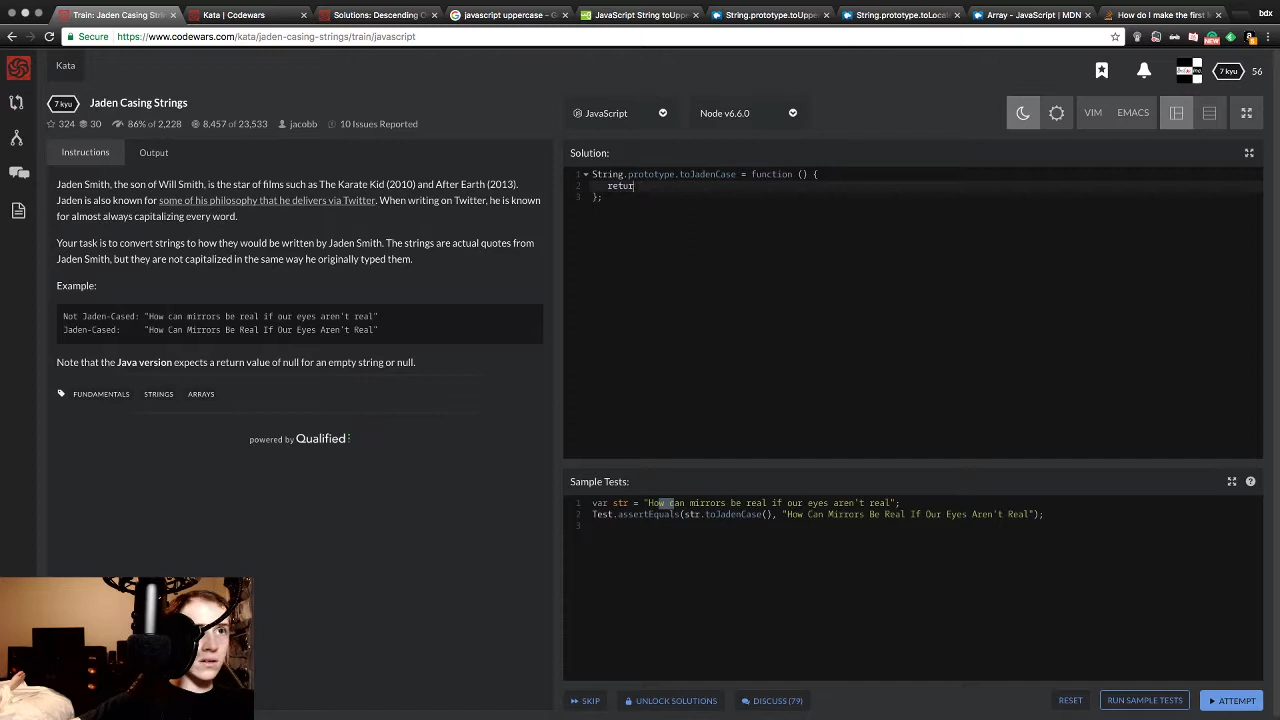 Train: Jaden Casing Strings
Kata | Codewars
Solutions: Descending O
javascript uppercase - G
JavaScript String toUppe
String.prototype.toUppe
String.prototype.toLocale
Array - JavaScript | MDN
How do I make the first l
bdx
Secure https://www.codewars.com/kata/jaden-casing-strings/train/javascript
Kata
7 kyu 56
7 kyu Jaden Casing Strings
324 30 86% of 2,228 8,457 of 23,533 jacobb 10 Issues Reported
JavaScript
Node v6.6.0
VIM EMACS
Instructions Output
Solution:
Jaden Smith, the son of Will Smith, is the star of films such as The Karate Kid (2010) and After Earth (2013).
Jaden is also known for some of his philosophy that he delivers via Twitter. When writing on Twitter, he is known
for almost always capitalizing every word.
Your task is to convert strings to how they would be written by Jaden Smith. The strings are actual quotes from
Jaden Smith, but they are not capitalized in the same way he originally typed them.
Example:
Not Jaden-Cased: "How can mirrors be real if our eyes aren't real"
Jaden-Cased: "How Can Mirrors Be Real If Our Eyes Aren't Real"
Note that the Java version expects a return value of null for an empty string or null.
FUNDAMENTALS STRINGS ARRAYS
powered by Qualified
1 String.prototype.toJadenCase = function () {
2 retur
3 };
Sample Tests:
1 var str = "How can mirrors be real if our eyes aren't real";
2 Test.assertEquals(str.toJadenCase(), "How Can Mirrors Be Real If Our Eyes Aren't Real");
3
SKIP UNLOCK SOLUTIONS DISCUSS (79) RESET RUN SAMPLE TESTS ATTEMPT